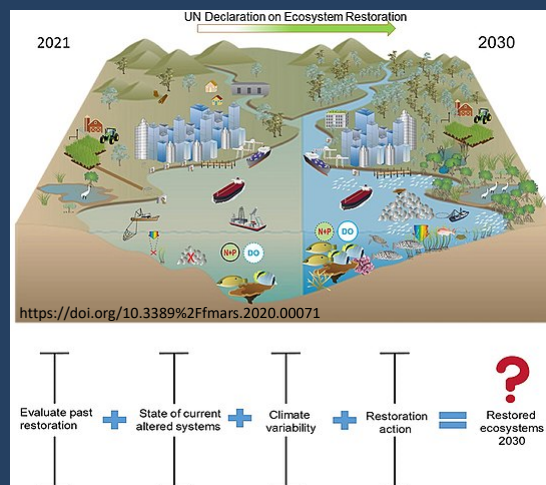 UN Declaration on Ecosystem Restoration
2021
2030
N+P
DO
N+P
DO
X
X
https://doi.org/10.3389%2Ffmars.2020.00071
?
Evaluate past
restoration
+
State of current
altered systems
+
Climate
variability
+
Restoration
action
=
Restored
ecosystems
2030